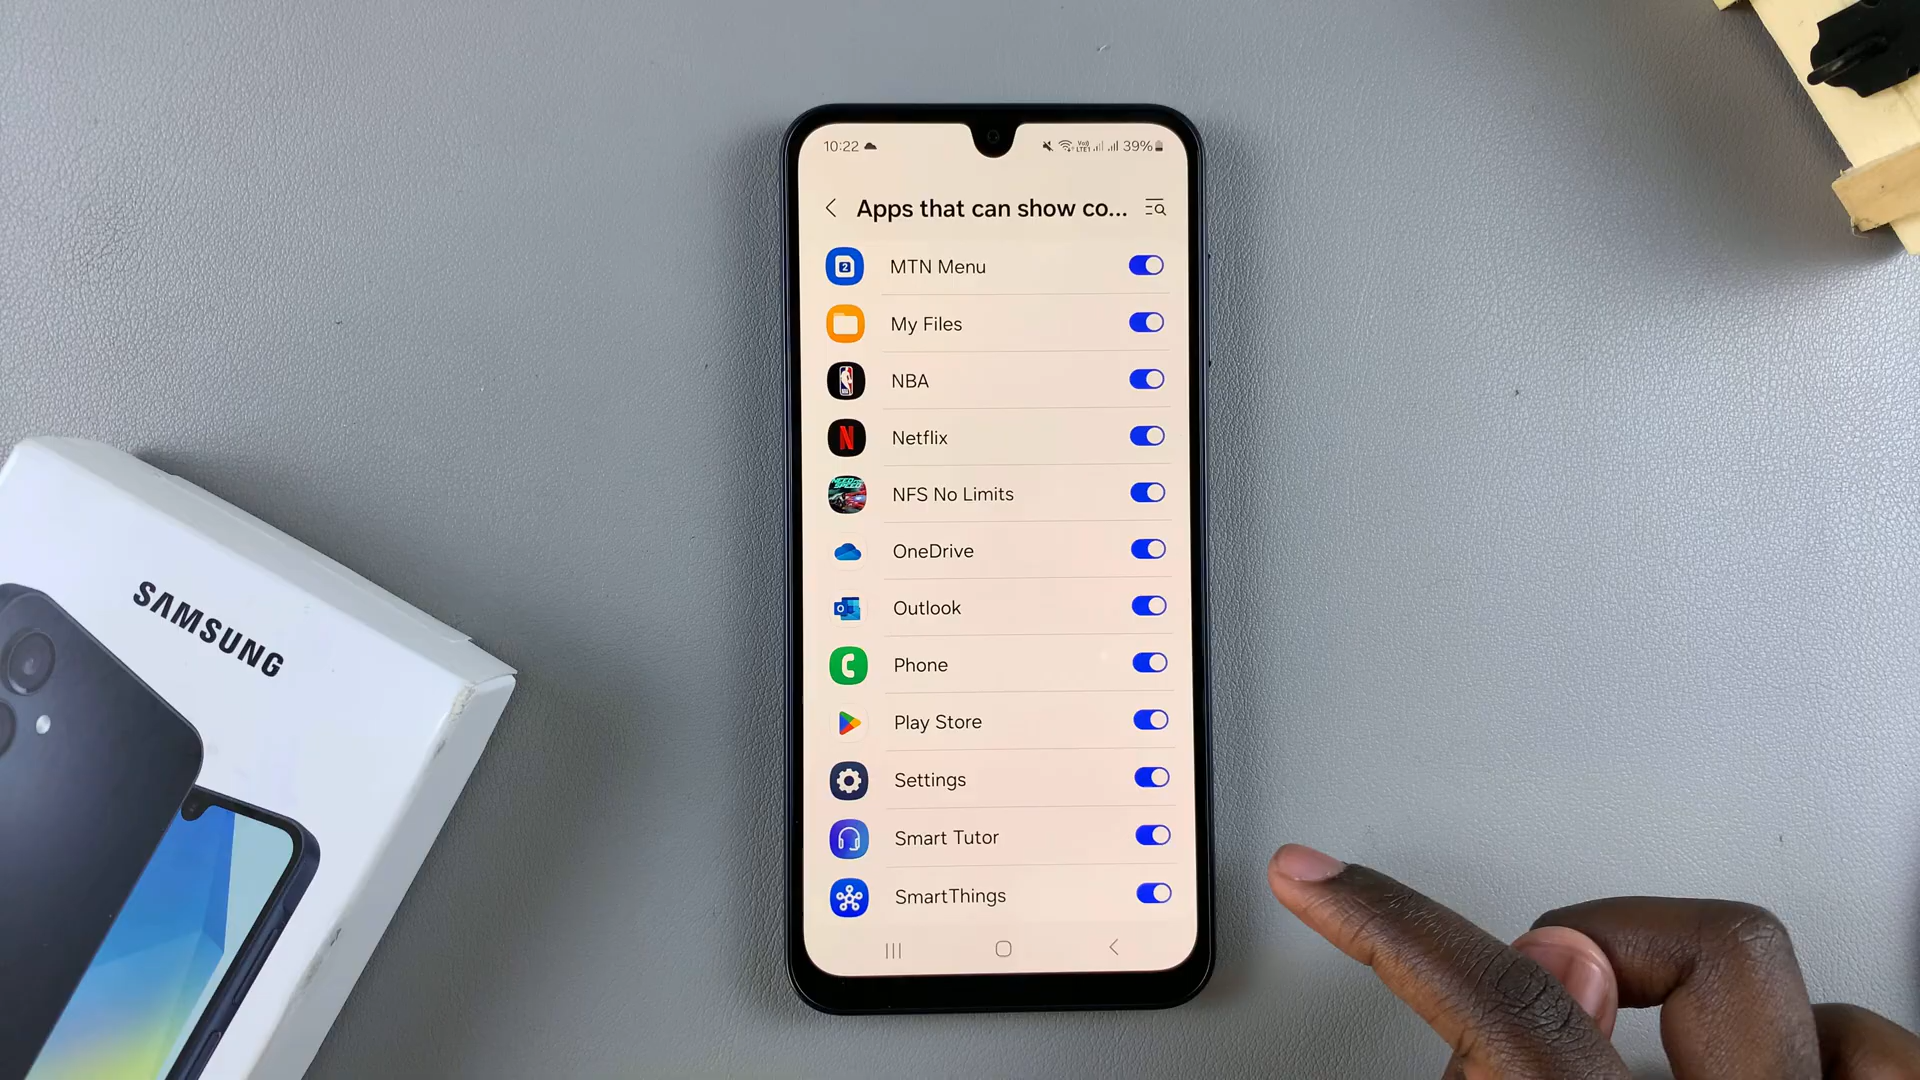 10:22
39%
Apps that can show co...
MTN Menu
My Files
NBA
Netflix
NFS No Limits
OneDrive
Outlook
Phone
Play Store
Settings
Smart Tutor
SmartThings
SAMSUNG